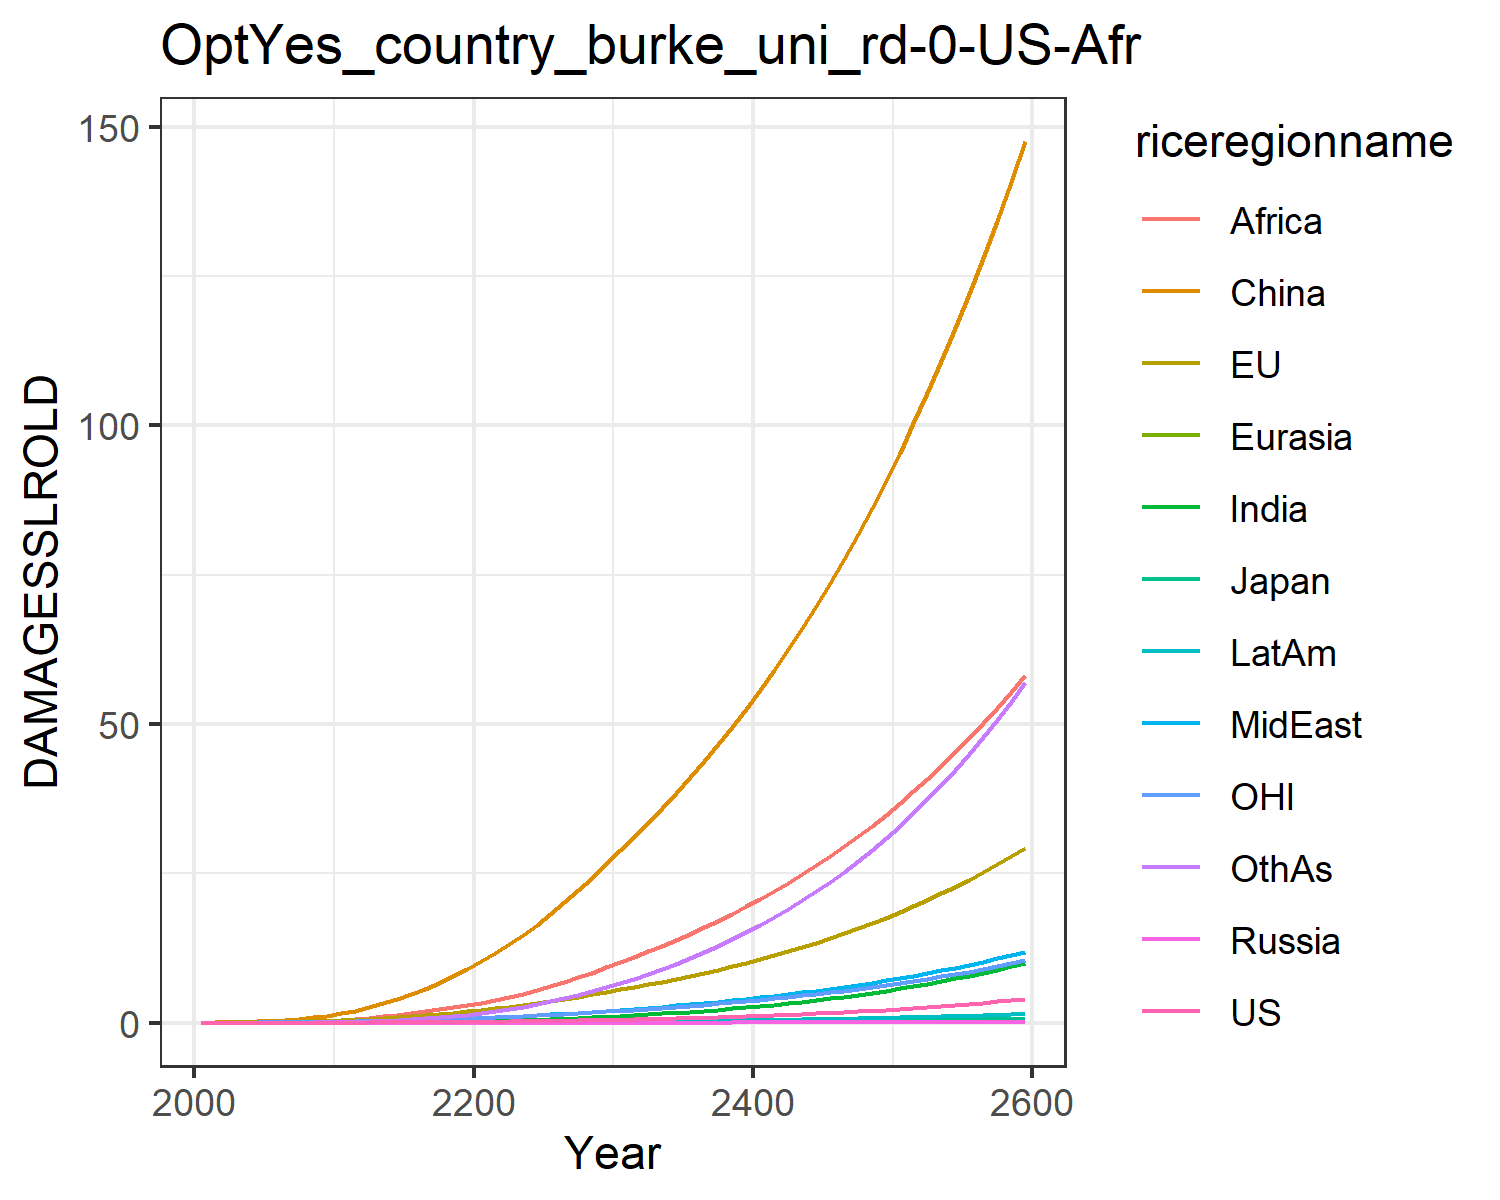 OptYes_country_burke_uni_rd-0-US-Afr
DAMAGESSLROLD
150
100
50
0
2000 2200 2400 2600
Year
riceregionname
Africa
China
EU
Eurasia
India
Japan
LatAm
MidEast
OHI
OthAs
Russia
US